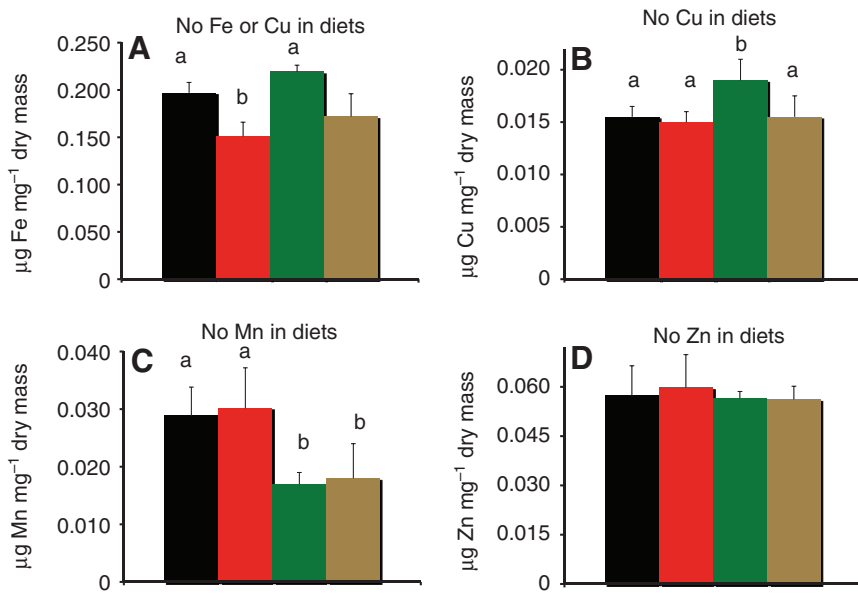 No Fe or Cu in diets
A
a
b
a
0.250
0.200
0.150
0.100
0.050
0
µg Fe mg⁻¹ dry mass
No Cu in diets
B
a
a
b
a
0.020
0.015
0.010
0.005
0
µg Cu mg⁻¹ dry mass
No Mn in diets
C
a
a
b
b
0.040
0.030
0.020
0.010
0
µg Mn mg⁻¹ dry mass
No Zn in diets
D
0.060
0.045
0.030
0.015
0
µg Zn mg⁻¹ dry mass